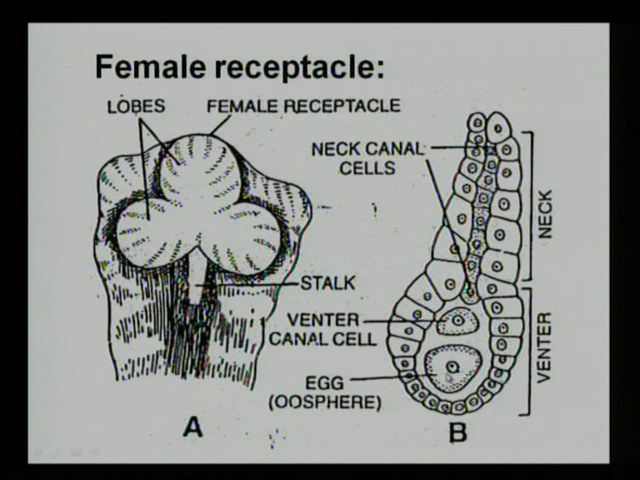 Female receptacle:
LOBES
FEMALE RECEPTACLE
NECK CANAL
CELLS
NECK
STALK
VENTER
CANAL CELL
VENTER
EGG
(OOSPHERE)
A
B